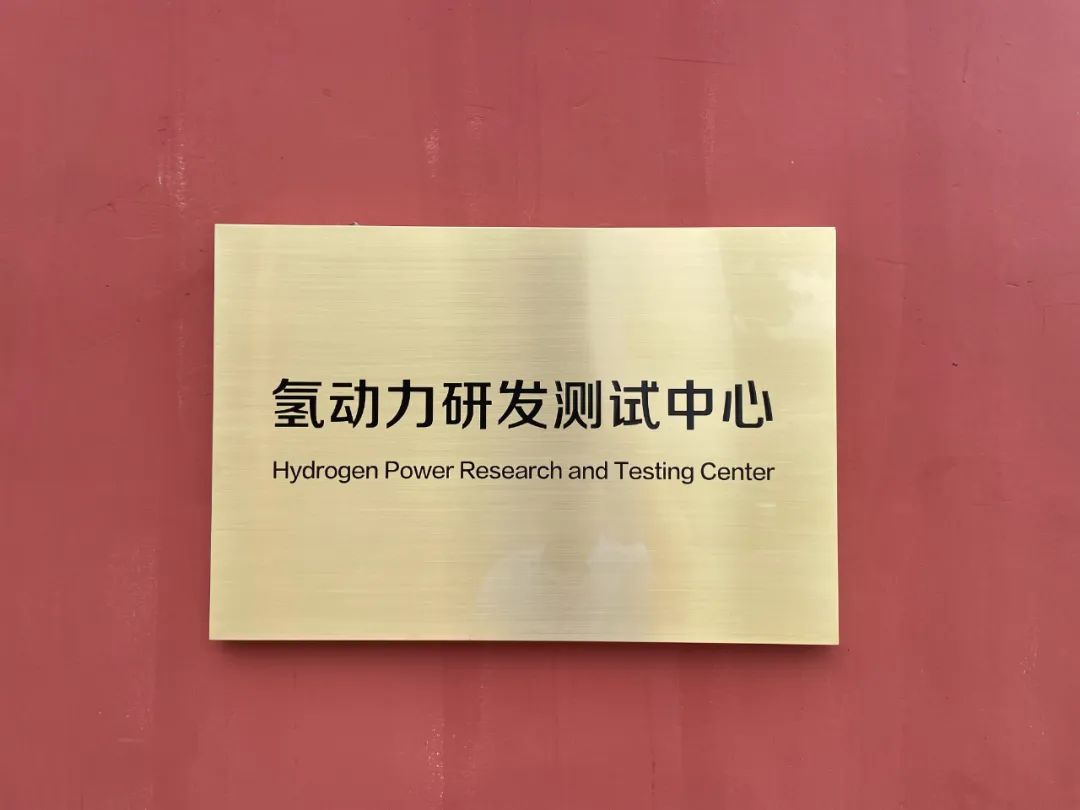 氢动力研发测试中心
Hydrogen Power Research and Testing Center